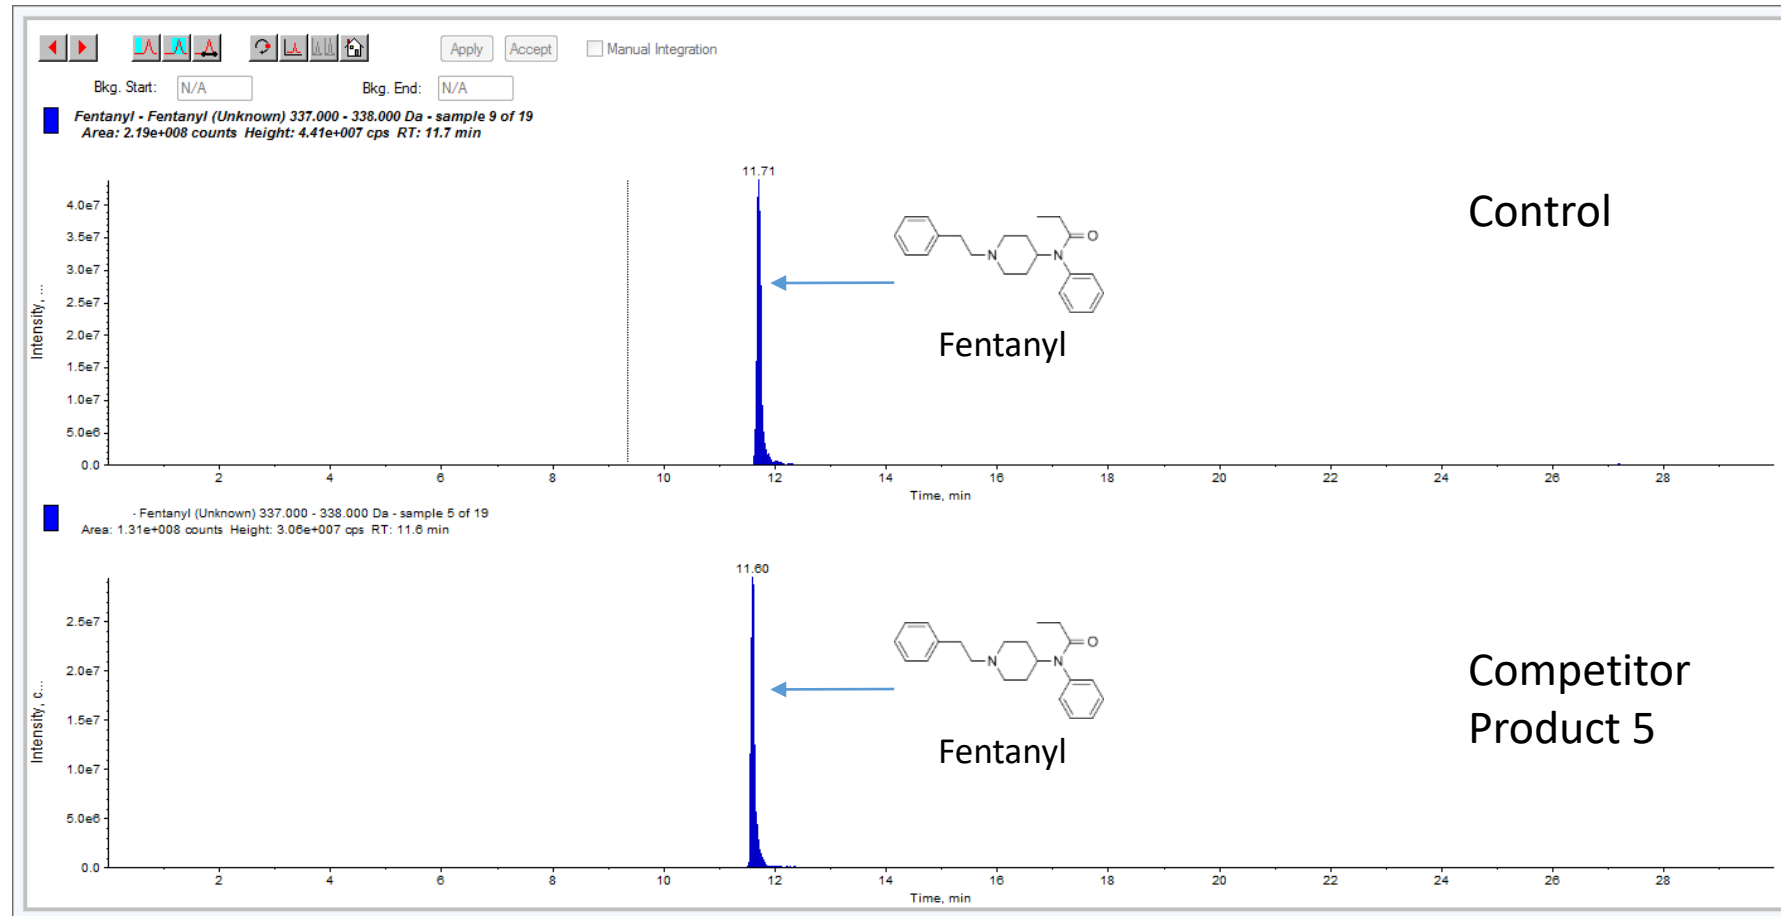 Apply Accept Manual Integration
Bkg. Start: N/A Bkg. End: N/A
Fentanyl - Fentanyl (Unknown) 337.000 - 338.000 Da - sample 9 of 19
Area: 2.19e+008 counts Height: 4.41e+007 cps RT: 11.7 min
11.71
Control
4.0e7
3.5e7
3.0e7
2.5e7
2.0e7
1.5e7
1.0e7
5.0e6
0.0
Intensity, ...
N
N
O
Fentanyl
2 4 6 8 10 12 14 16 18 20 22 24 26 28
Time, min
- Fentanyl (Unknown) 337.000 - 338.000 Da - sample 5 of 19
Area: 1.31e+008 counts Height: 3.06e+007 cps RT: 11.6 min
11.60
2.5e7
2.0e7
1.5e7
1.0e7
5.0e6
0.0
Intensity, c...
N
N
O
Fentanyl
Competitor
Product 5
2 4 6 8 10 12 14 16 18 20 22 24 26 28
Time, min